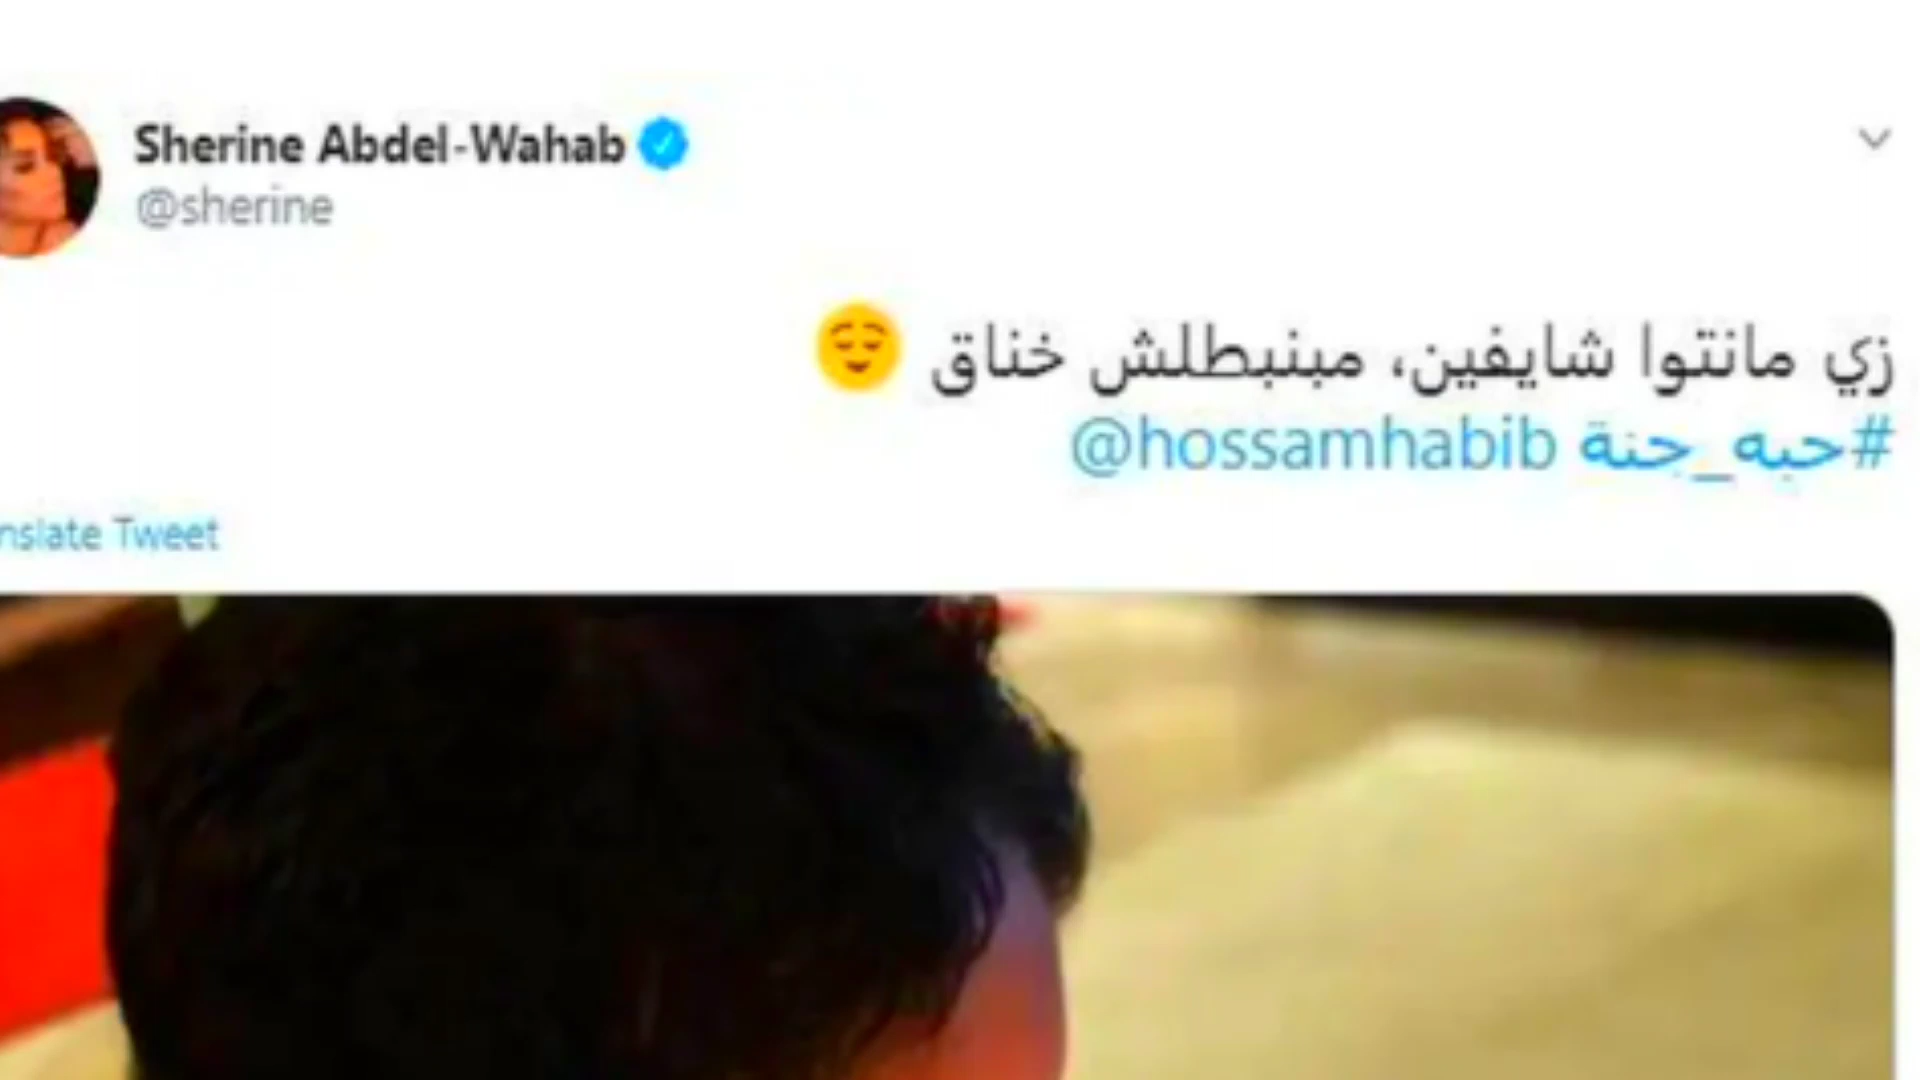 Sherine Abdel-Wahab
@sherine
زي مانتوا شايفين، مبنبطلش خناق 😌
#حبه_جنة @hossamhabib
nslate Tweet